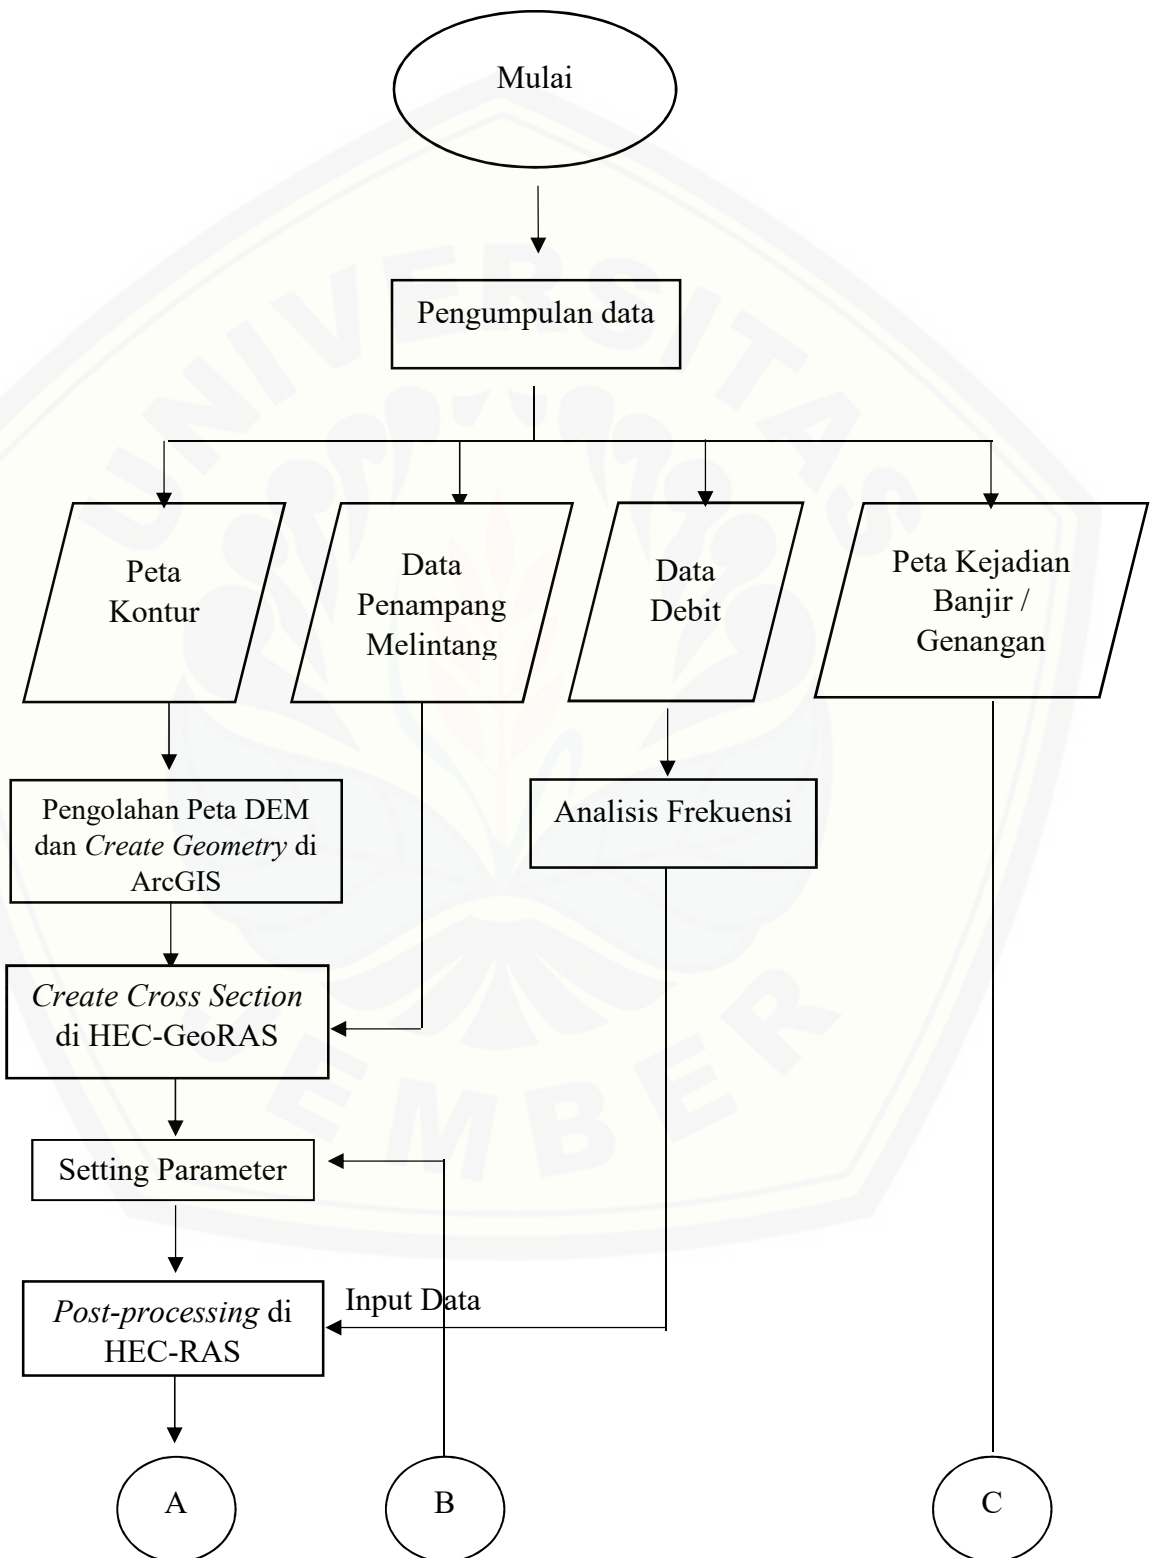 Mulai
Pengumpulan data
Peta
Kontur
Data
Penampang
Melintang
Data
Debit
Peta Kejadian
Banjir /
Genangan
Pengolahan Peta DEM
dan Create Geometry di
ArcGIS
Analisis Frekuensi
Create Cross Section
di HEC-GeoRAS
Setting Parameter
Input Data
Post-processing di
HEC-RAS
A
B
C
UNIVERSITAS
JEMBER